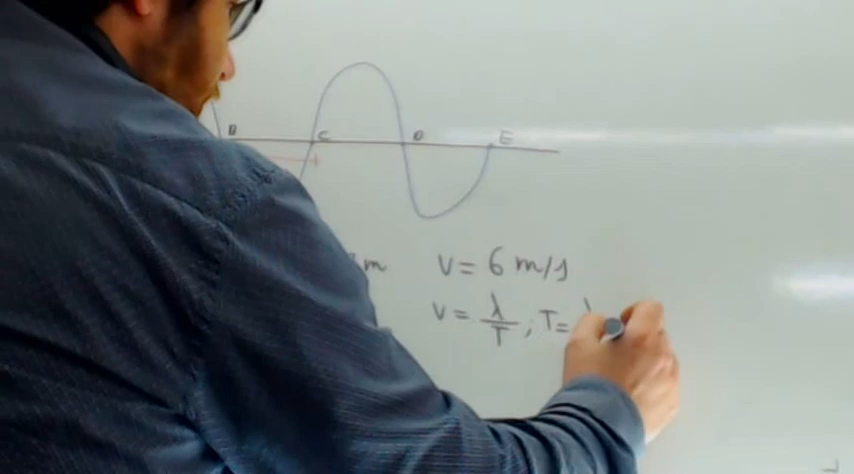 B C D E
m V = 6 m/s
V = λ/T , T =